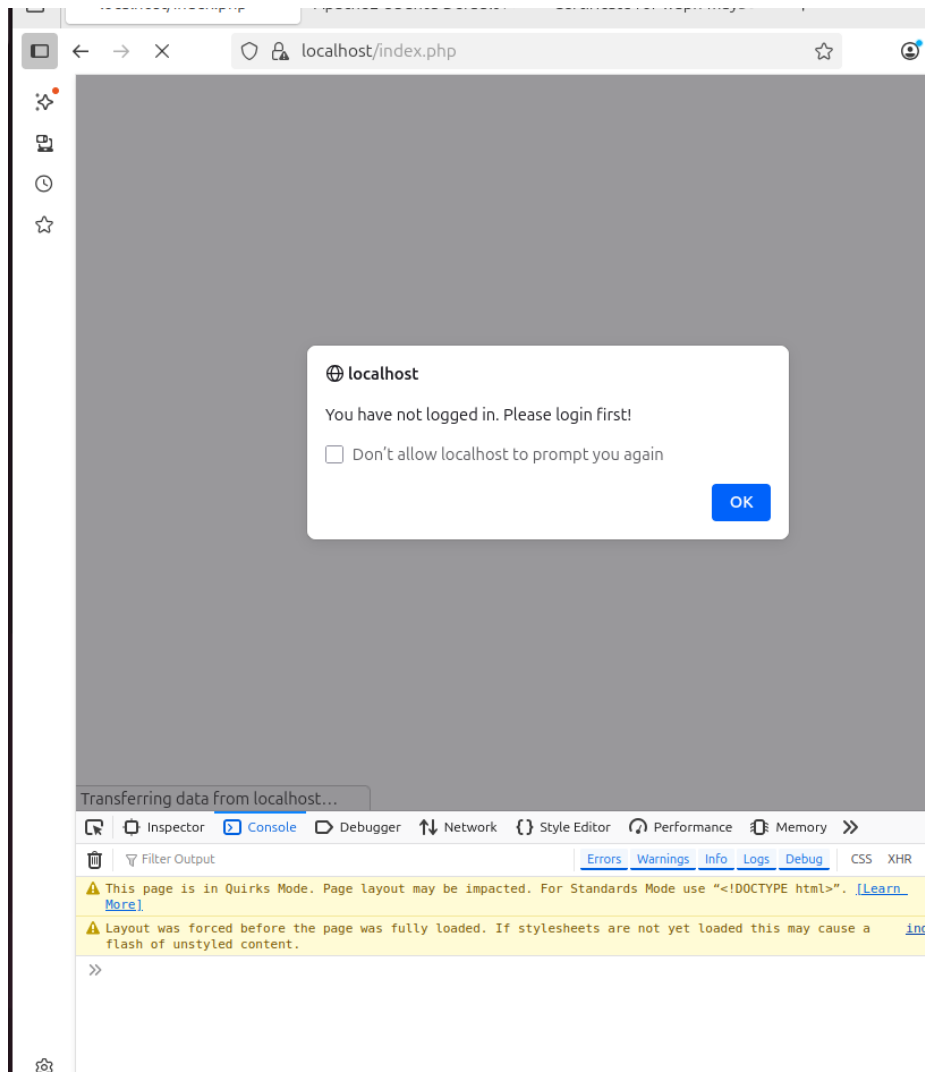 localhost/index.php
localhost/index.php
localhost
You have not logged in. Please login first!
Don't allow localhost to prompt you again
OK
Transferring data from localhost…
Inspector Console Debugger Network Style Editor Performance Memory
Filter Output Errors Warnings Info Logs Debug CSS XHR
This page is in Quirks Mode. Page layout may be impacted. For Standards Mode use “<!DOCTYPE html>”. [Learn
More]
Layout was forced before the page was fully loaded. If stylesheets are not yet loaded this may cause a
flash of unstyled content.